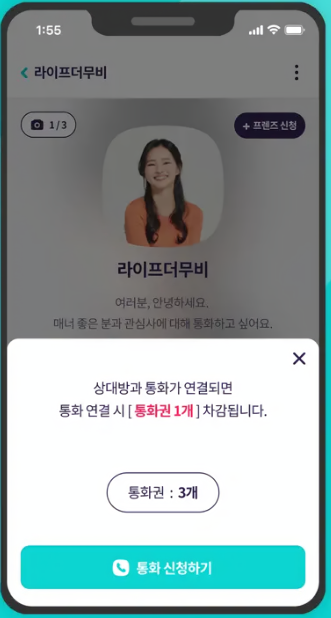 1:55
라이프더무비
1/3
+ 프렌즈 신청
라이프더무비
여러분, 안녕하세요.
매너 좋은 분과 관심사에 대해 통화하고 싶어요.
상대방과 통화가 연결되면
통화 연결 시 [ 통화권 1개 ] 차감됩니다.
통화권 : 3개
통화 신청하기